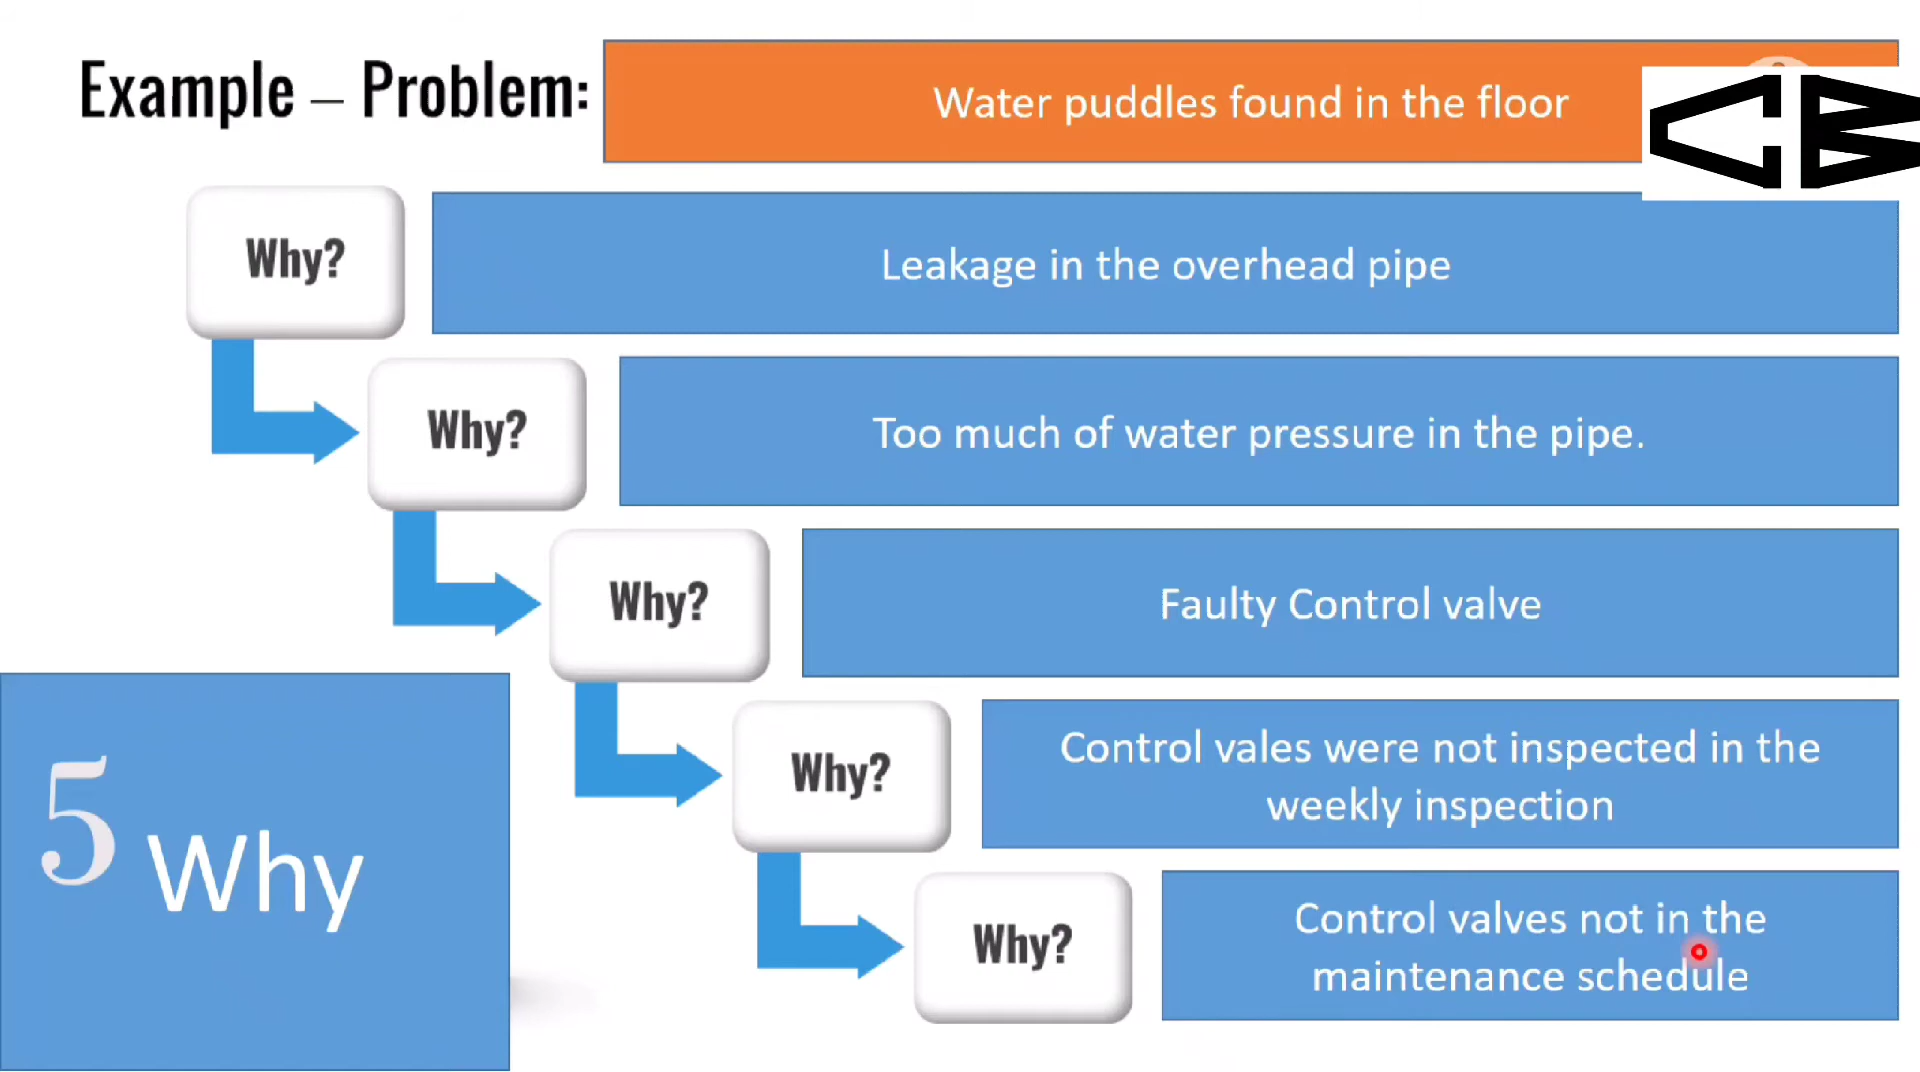 Example – Problem:
Water puddles found in the floor
CB
Why?
Leakage in the overhead pipe
Why?
Too much of water pressure in the pipe.
Why?
Faulty Control valve
Why?
Control vales were not inspected in the
weekly inspection
Why?
Control valves not in the
maintenance schedule
5 Why